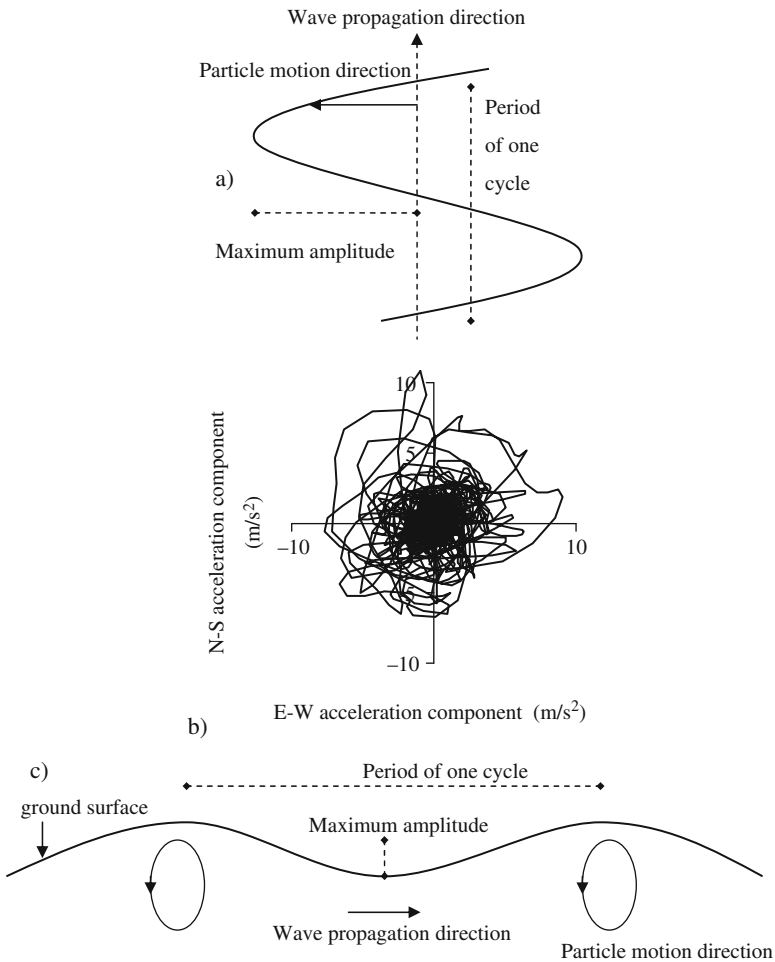 Wave propagation direction
Particle motion direction
Period
of one
cycle
a)
Maximum amplitude
10
5
N-S acceleration component
(m/s²)
–10
10
5
–10
E-W acceleration component (m/s²)
b)
c)
Period of one cycle
ground surface
Maximum amplitude
Wave propagation direction
Particle motion direction